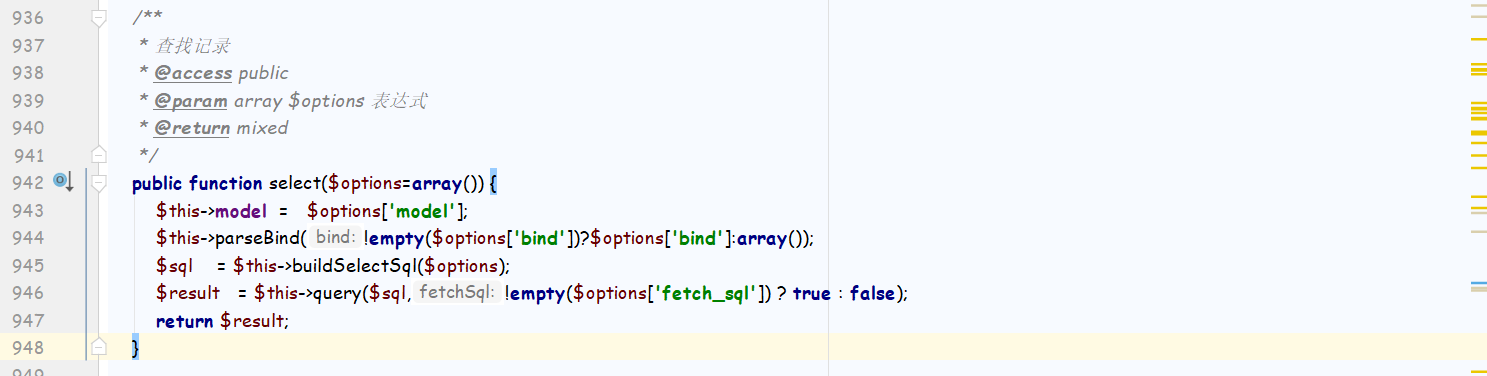 936 /**
937 * 查找记录
938 * @access public
939 * @param array $options 表达式
940 * @return mixed
941 */
942 public function select($options=array()) {
943 $this->model = $options['model'];
944 $this->parseBind( bind: !empty($options['bind'])?$options['bind']:array());
945 $sql = $this->buildSelectSql($options);
946 $result = $this->query($sql, fetchSql: !empty($options['fetch_sql']) ? true : false);
947 return $result;
948 }
949